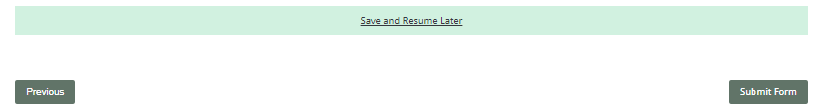 Save and Resume Later
Previous
Submit Form